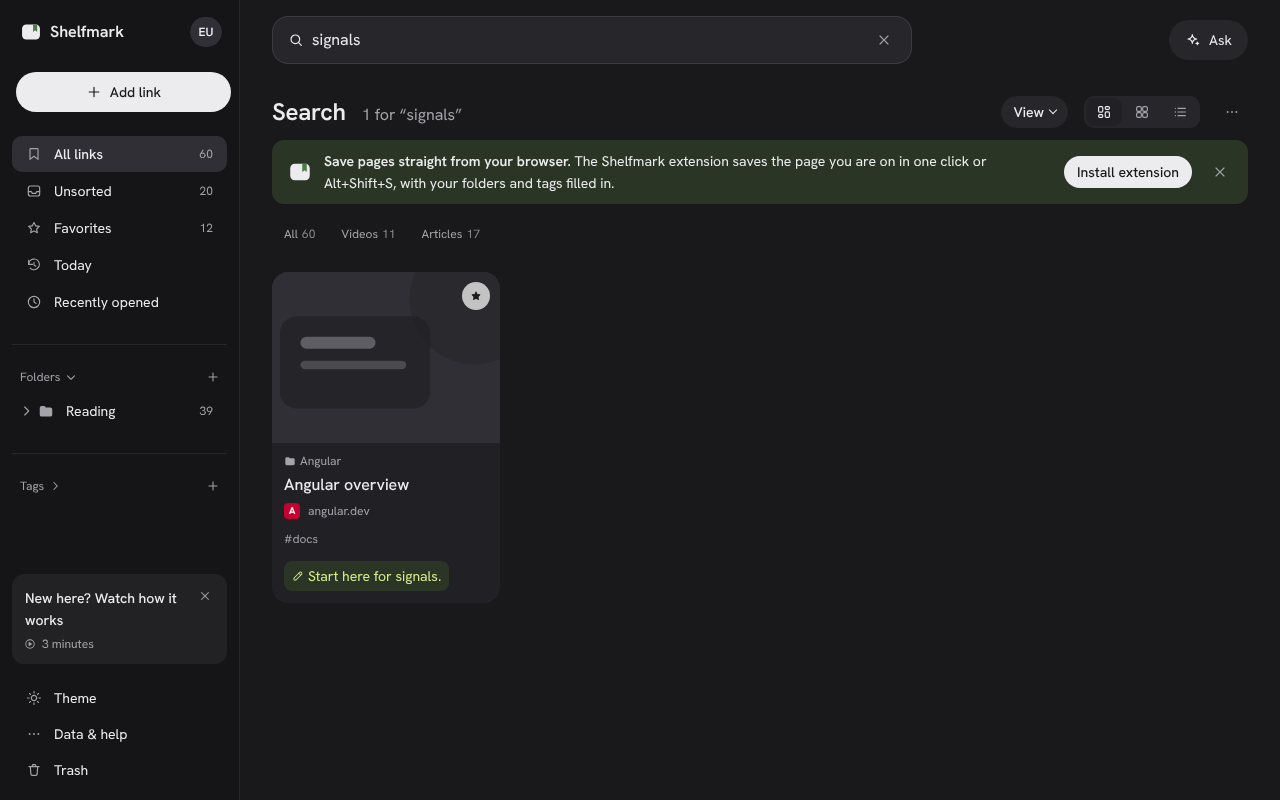 Shelfmark
EU
Add link
All links 60
Unsorted 20
Favorites 12
Today
Recently opened
Folders
Reading 39
Tags
New here? Watch how it
works
3 minutes
Theme
Data & help
Trash
signals
Ask
Search 1 for “signals”
View
Save pages straight from your browser. The Shelfmark extension saves the page you are on in one click or
Alt+Shift+S, with your folders and tags filled in.
Install extension
All 60 Videos 11 Articles 17
Angular
Angular overview
A angular.dev
#docs
Start here for signals.